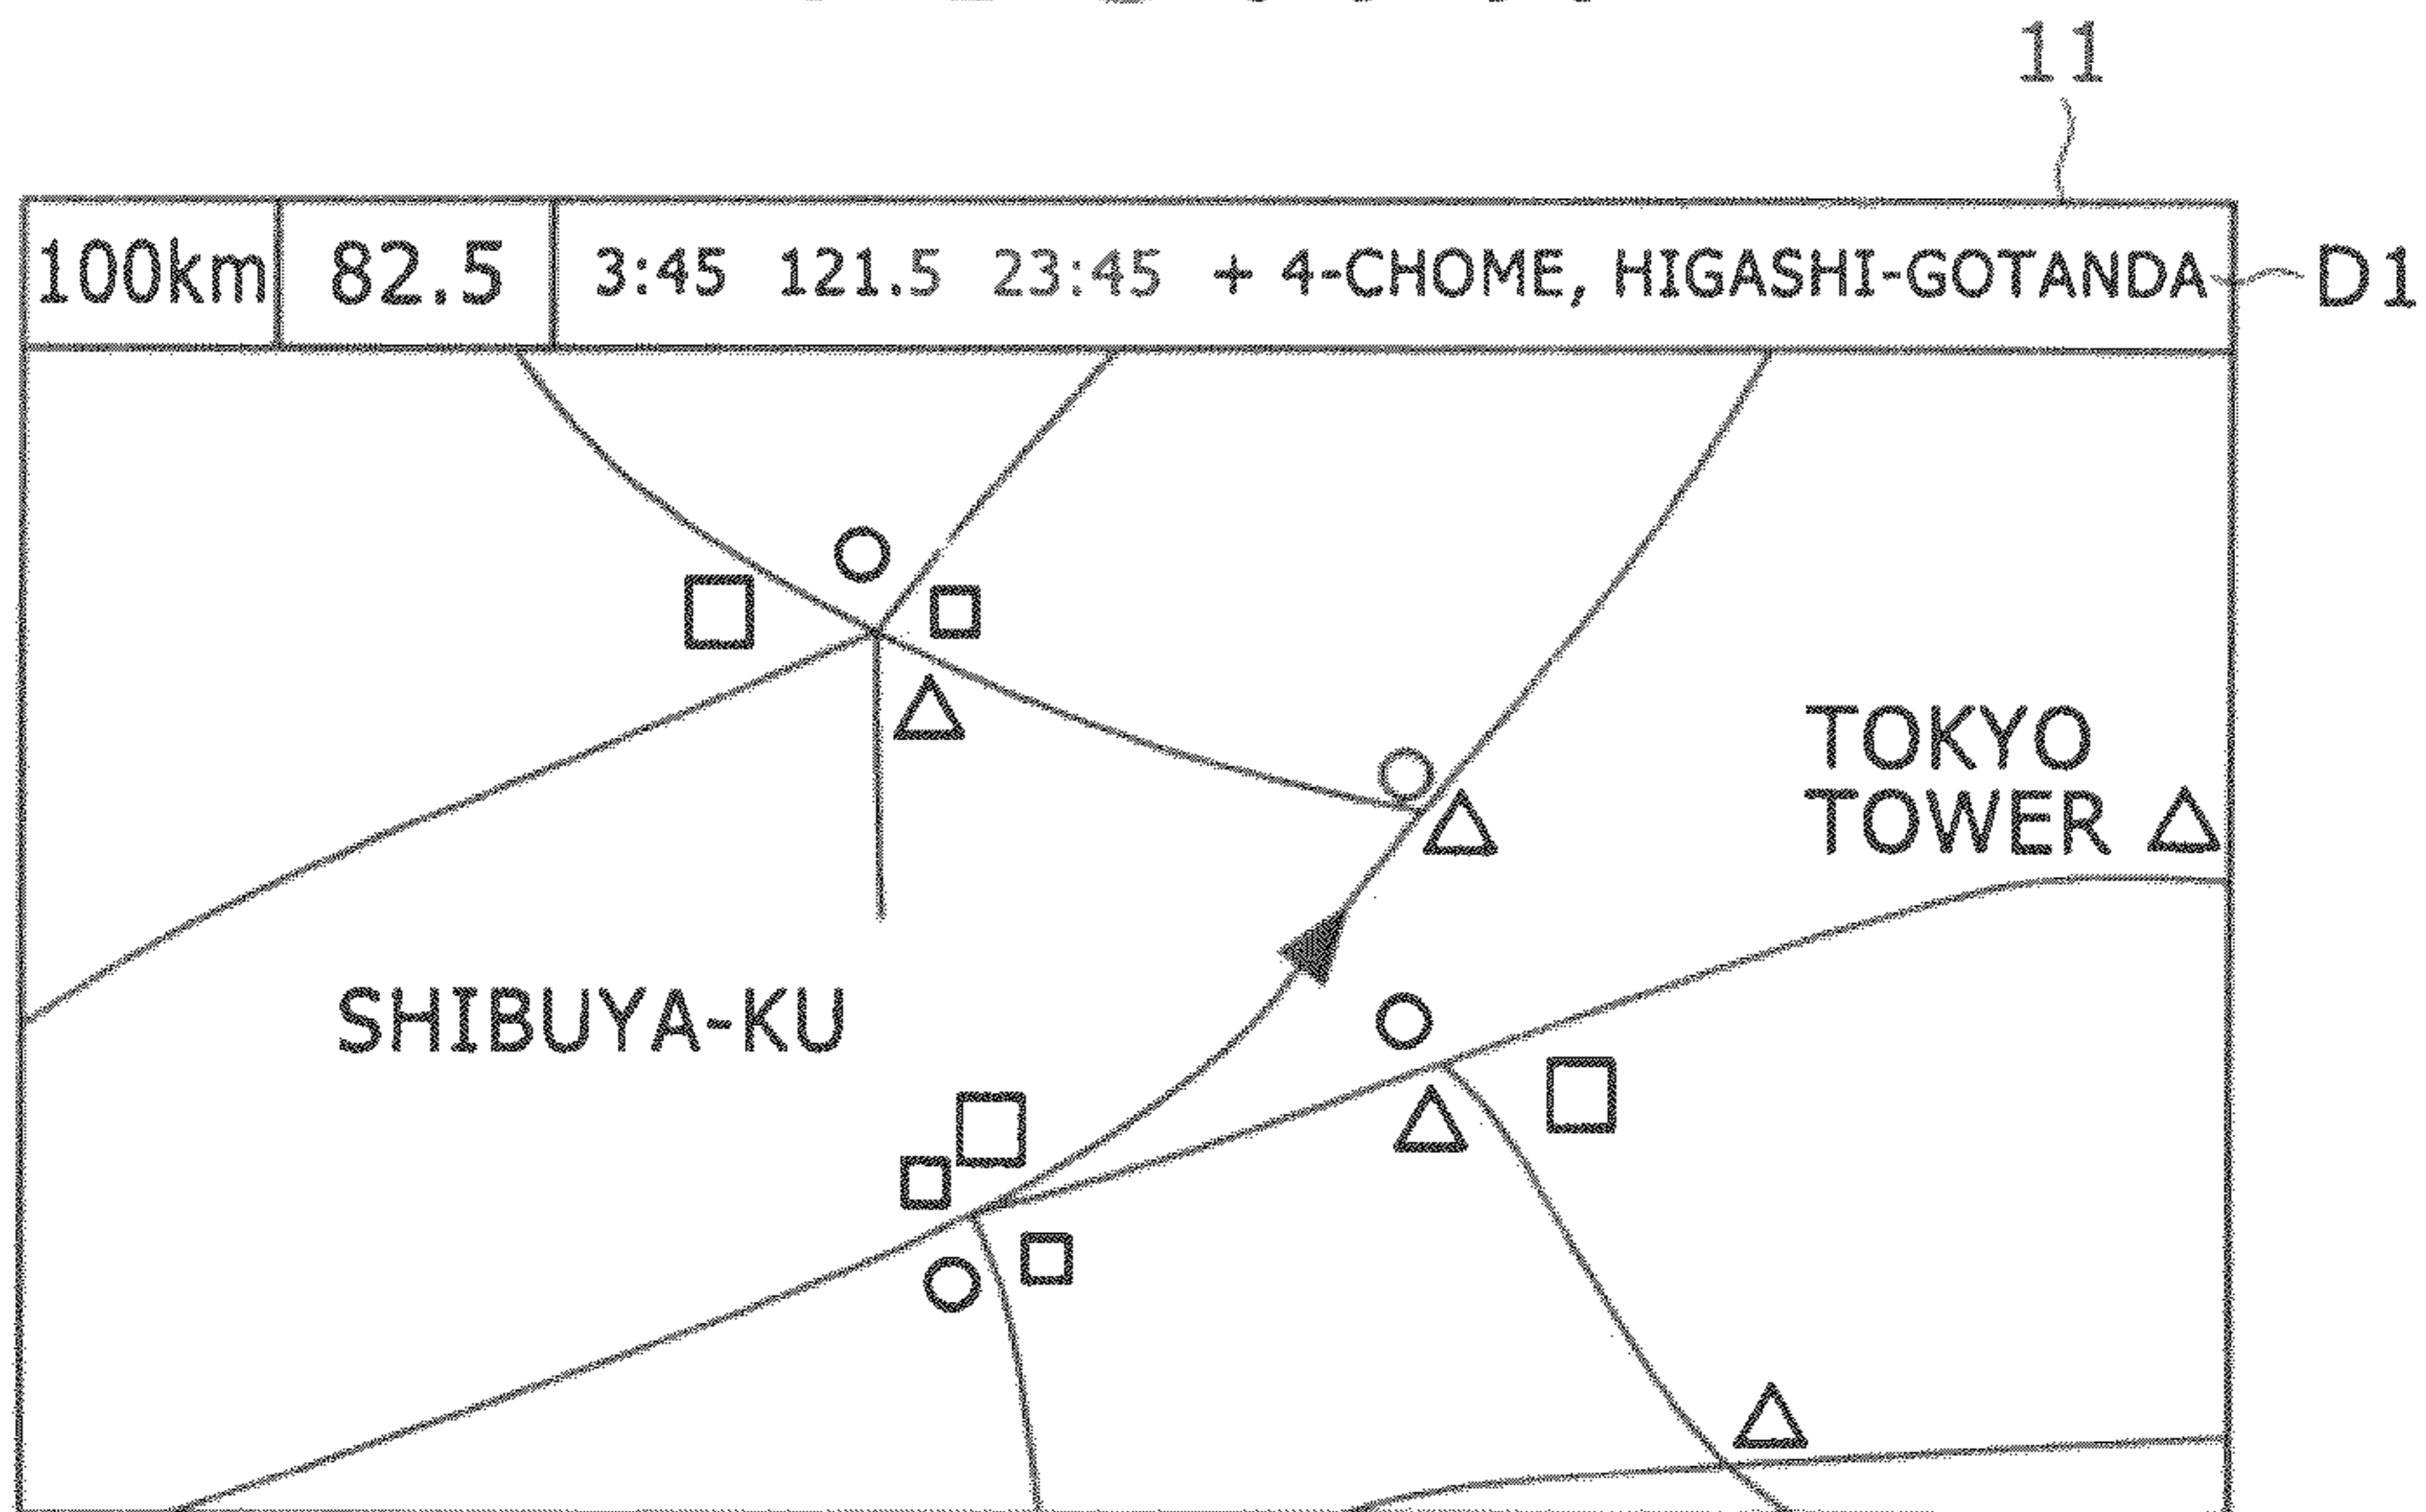 11
100km 82.5 3:45 121.5 23:45 + 4-CHOME, HIGASHI-GOTANDA D1
TOKYO
TOWER
SHIBUYA-KU